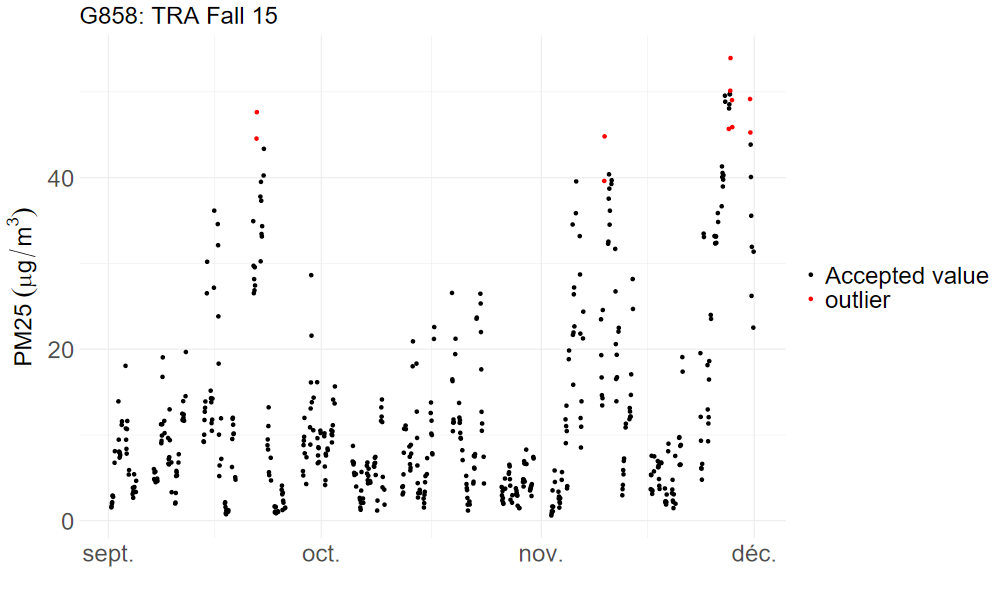 G858: TRA Fall 15
PM25 (μg/m³)
40
20
0
sept.
oct.
nov.
déc.
Accepted value
outlier